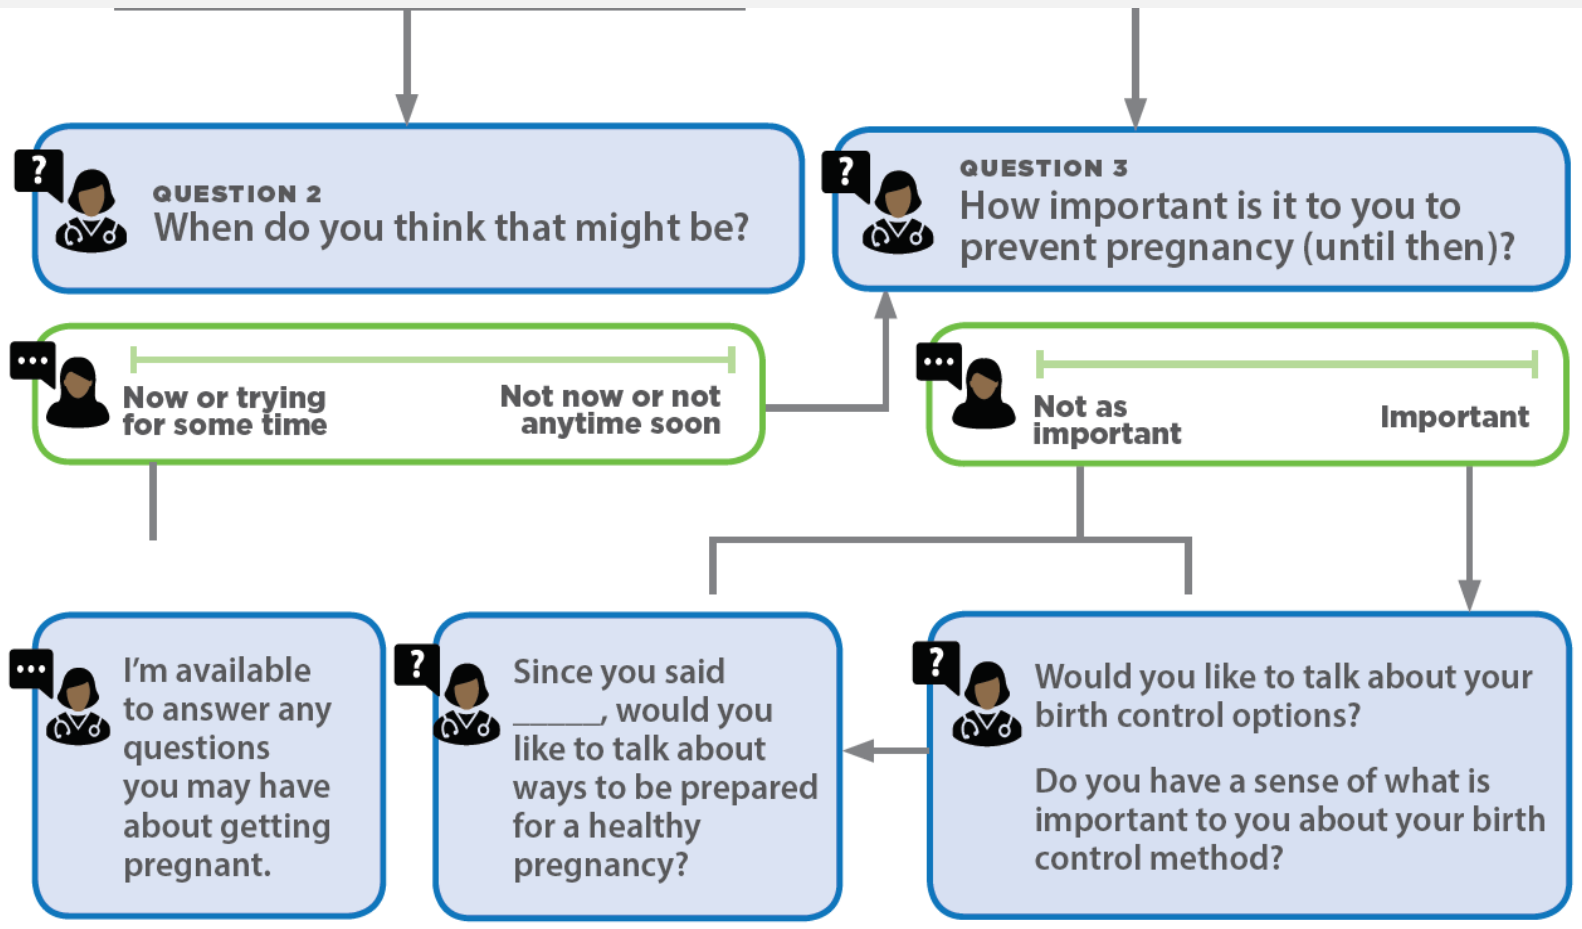 ?
QUESTION 2
When do you think that might be?
?
QUESTION 3
How important is it to you to
prevent pregnancy (until then)?
...
Now or trying
for some time
Not now or not
anytime soon
...
Not as
important
Important
...
I'm available
to answer any
questions
you may have
about getting
pregnant.
?
Since you said
_____, would you
like to talk about
ways to be prepared
for a healthy
pregnancy?
?
Would you like to talk about your
birth control options?
Do you have a sense of what is
important to you about your birth
control method?